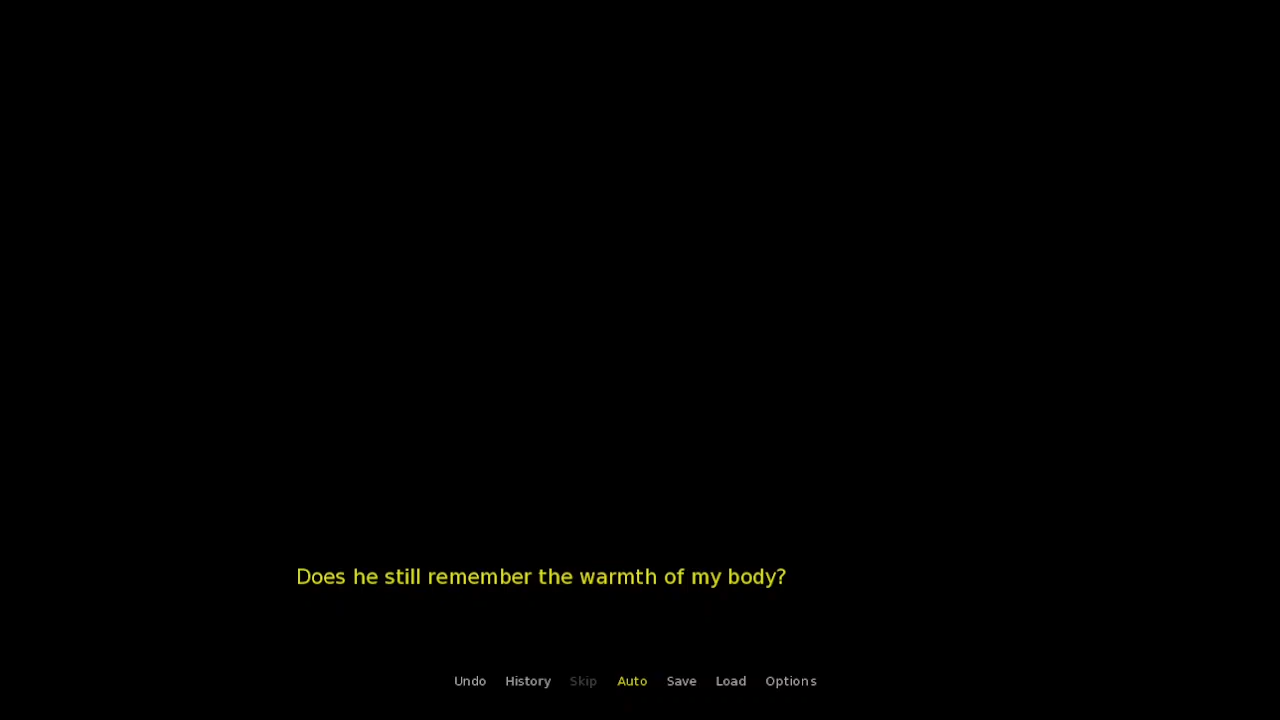 Does he still remember the warmth of my body?
Undo History Skip Auto Save Load Options